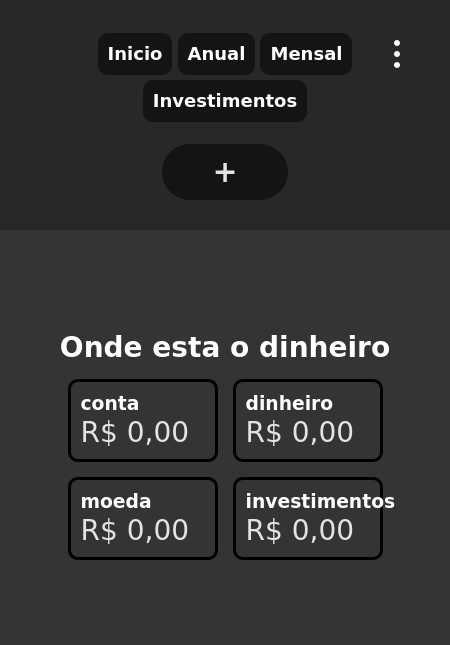 Inicio Anual Mensal
Investimentos
+
Onde esta o dinheiro
conta
R$ 0,00
dinheiro
R$ 0,00
moeda
R$ 0,00
investimentos
R$ 0,00